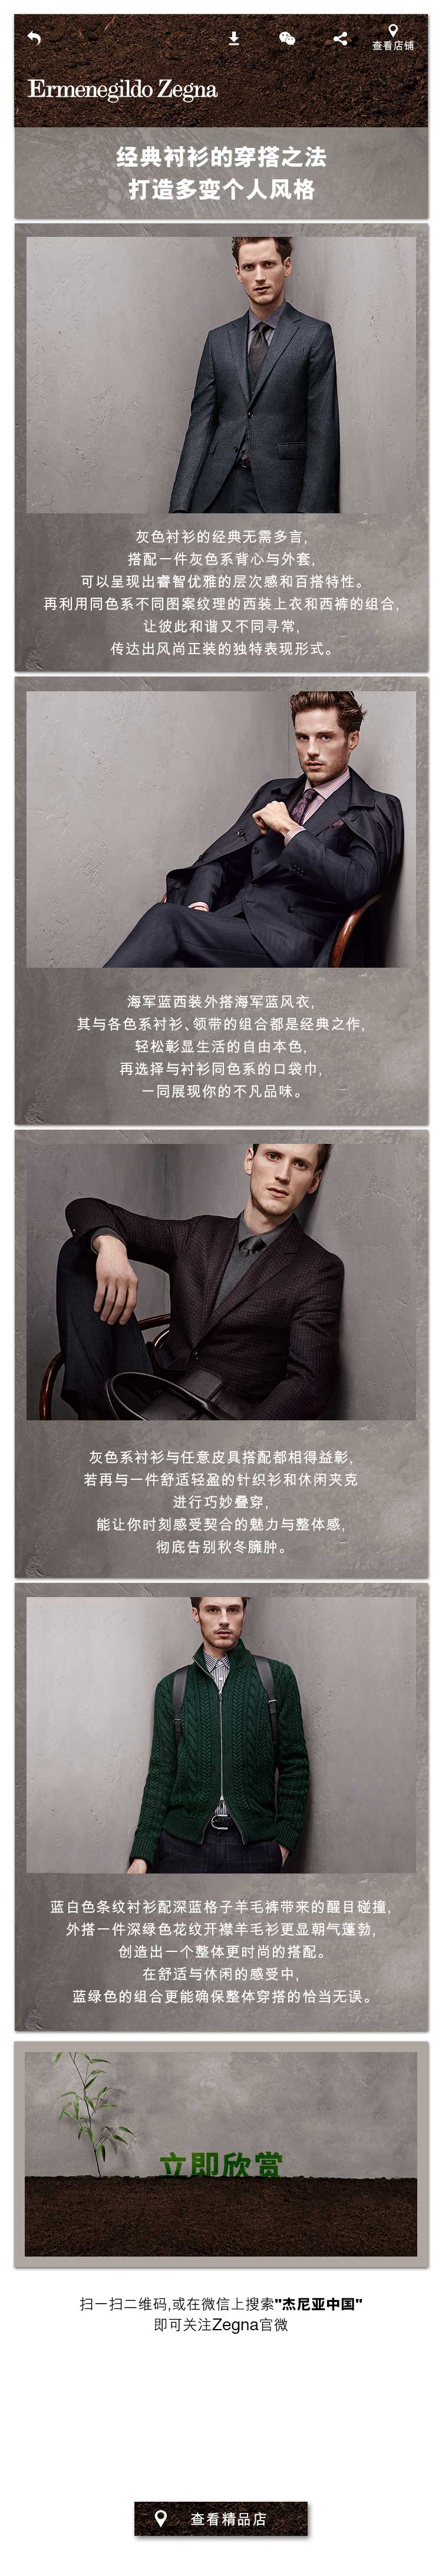 查看店铺
Ermenegildo Zegna
经典衬衫的穿搭之法
打造多变个人风格
灰色衬衫的经典无需多言,
搭配一件灰色系背心与外套,
可以呈现出睿智优雅的层次感和百搭特性。
再利用同色系不同图案纹理的西装上衣和西裤的组合,
让彼此和谐又不同寻常,
传达出风尚正装的独特表现形式。
海军蓝西装外搭海军蓝风衣,
其与各色系衬衫、领带的组合都是经典之作,
轻松彰显生活的自由本色,
再选择与衬衫同色系的口袋巾,
一同展现你的不凡品味。
灰色系衬衫与任意皮具搭配都相得益彰,
若再与一件舒适轻盈的针织衫和休闲夹克
进行巧妙叠穿,
能让你时刻感受契合的魅力与整体感,
彻底告别秋冬臃肿。
蓝白色条纹衬衫配深蓝格子羊毛裤带来的醒目碰撞,
外搭一件深绿色花纹开襟羊毛衫更显朝气蓬勃,
创造出一个整体更时尚的搭配。
在舒适与休闲的感受中,
蓝绿色的组合更能确保整体穿搭的恰当无误。
立即欣赏
扫一扫二维码,或在微信上搜索"杰尼亚中国"
即可关注Zegna官微
查看精品店